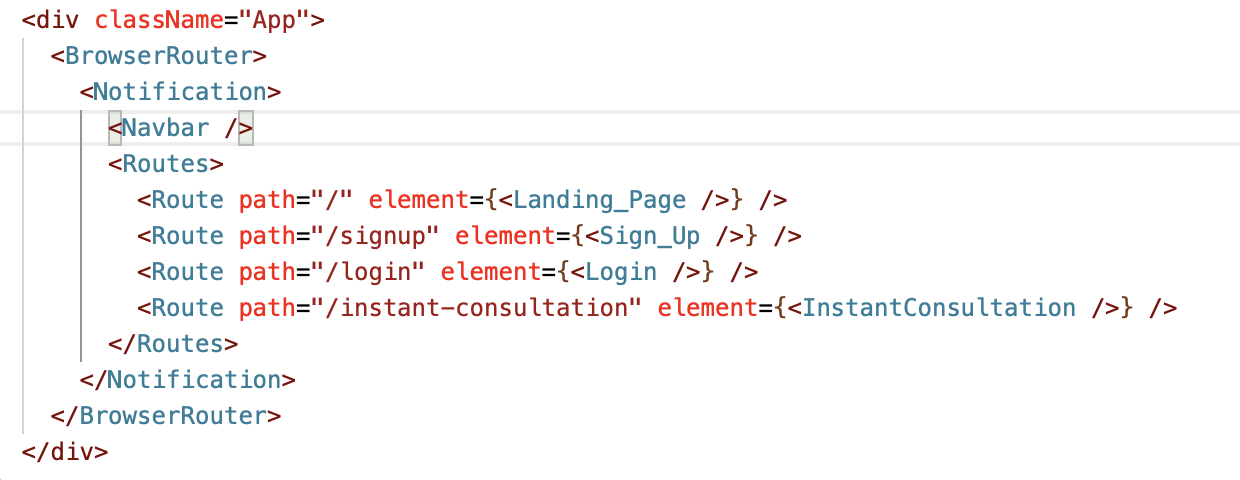 <div className="App">
  <BrowserRouter>
    <Notification>
      <Navbar />
      <Routes>
        <Route path="/" element={<Landing_Page />} />
        <Route path="/signup" element={<Sign_Up />} />
        <Route path="/login" element={<Login />} />
        <Route path="/instant-consultation" element={<InstantConsultation />} />
      </Routes>
    </Notification>
  </BrowserRouter>
</div>